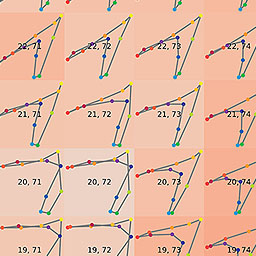 22, 71 22, 72 22, 73 22, 74
21, 71 21, 72 21, 73 21, 74
20, 71 20, 72 20, 73 20, 74
19, 71 19, 72 19, 73 19, 74